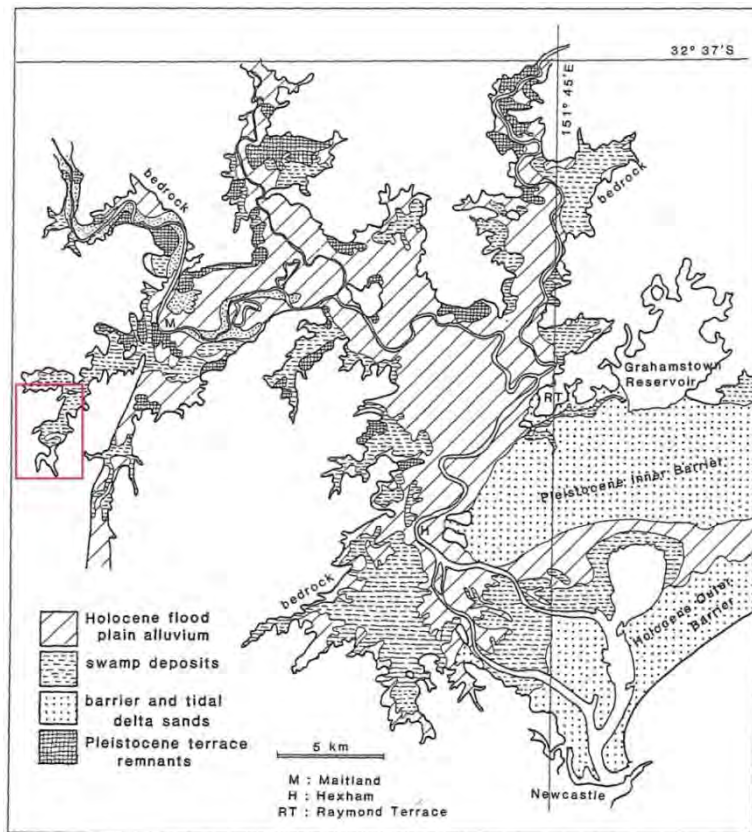 32° 37'S
151° 45'E
bedrock
bedrock
M
Grahamstown
Reservoir
RT
Pleistocene Inner Barrier
H
bedrock
Holocene Outer
Barrier
Holocene flood
plain alluvium
swamp deposits
barrier and tidal
delta sands
Pleistocene terrace
remnants
5 km
M : Maitland
H : Hexham
RT : Raymond Terrace
Newcastle